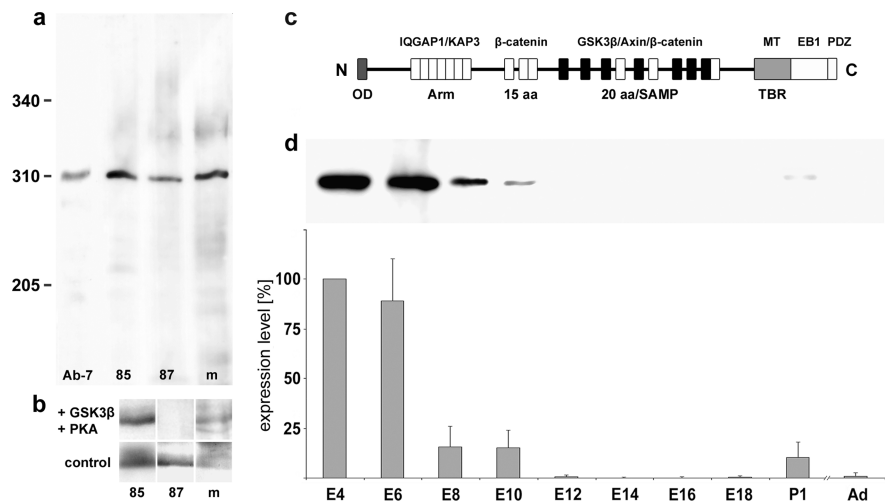 a
340
310
205
Ab-7 85 87 m
b
+ GSK3β
+ PKA
control
85 87 m
c
IQGAP1/KAP3 β-catenin GSK3β/Axin/β-catenin MT EB1 PDZ
N C
OD Arm 15 aa 20 aa/SAMP TBR
d
expression level [%]
100
75
50
25
E4 E6 E8 E10 E12 E14 E16 E18 P1 Ad